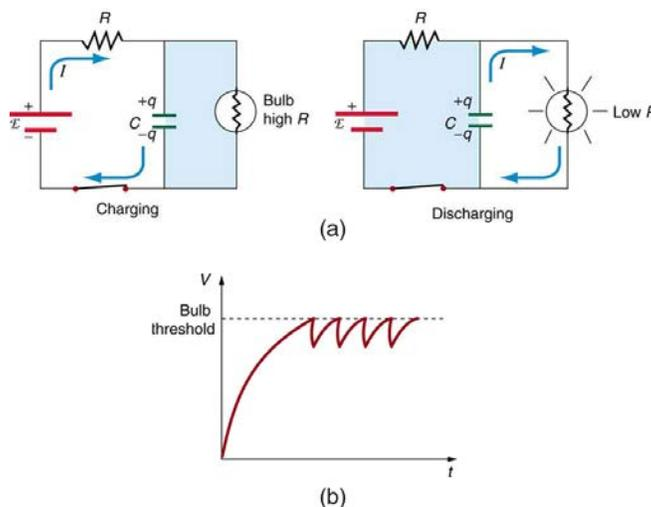 R
I
+
ℰ
−
+q
C
−q
Bulb
high R
Charging
R
I
+
ℰ
−
+q
C
−q
Low R
Discharging
(a)
V
Bulb
threshold
t
(b)